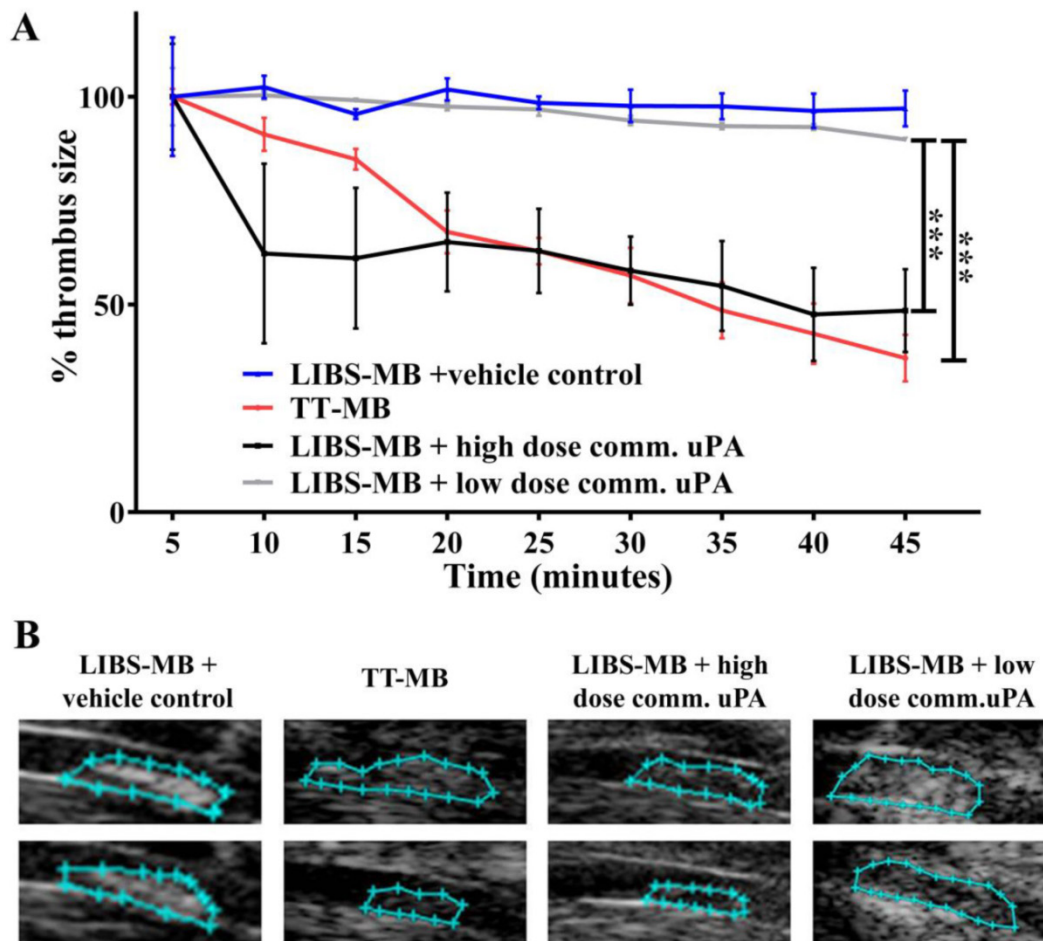 A
% thrombus size
100
50
0
LIBS-MB +vehicle control
TT-MB
LIBS-MB + high dose comm. uPA
LIBS-MB + low dose comm. uPA
***
***
5 10 15 20 25 30 35 40 45
Time (minutes)
B
LIBS-MB +
vehicle control
TT-MB
LIBS-MB + high
dose comm. uPA
LIBS-MB + low
dose comm.uPA